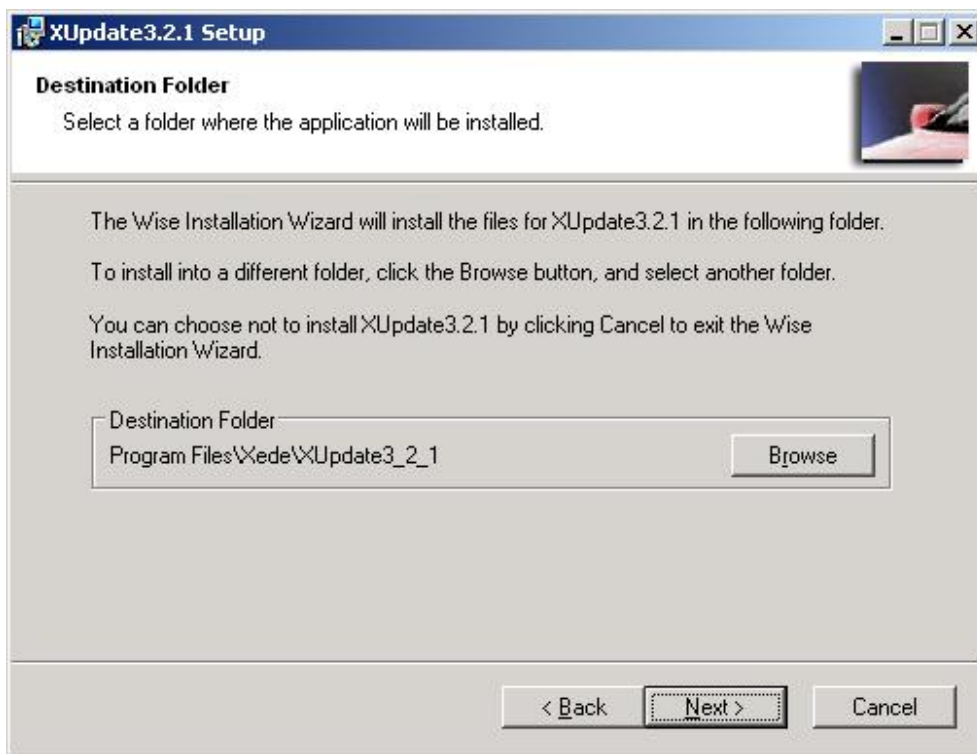 XUpdate3.2.1 Setup
Destination Folder
Select a folder where the application will be installed.
The Wise Installation Wizard will install the files for XUpdate3.2.1 in the following folder.
To install into a different folder, click the Browse button, and select another folder.
You can choose not to install XUpdate3.2.1 by clicking Cancel to exit the Wise
Installation Wizard.
Destination Folder
Program Files\Xede\XUpdate3_2_1
Browse
< Back
Next >
Cancel